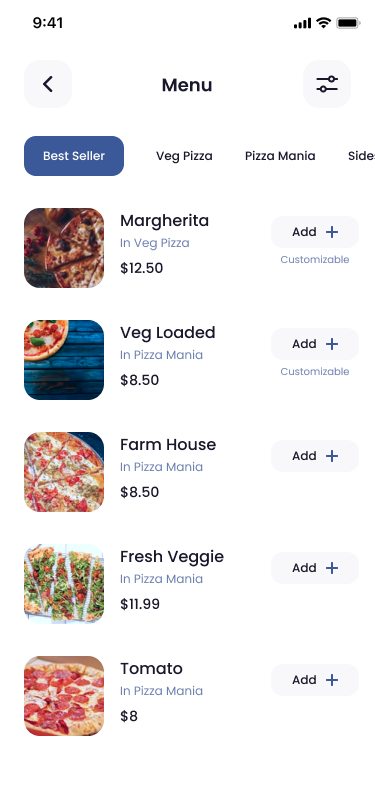 9:41
Menu
Best Seller
Veg Pizza
Pizza Mania
Side
Margherita
In Veg Pizza
$12.50
Add
Customizable
Veg Loaded
In Pizza Mania
$8.50
Add
Customizable
Farm House
In Pizza Mania
$8.50
Add
Fresh Veggie
In Pizza Mania
$11.99
Add
Tomato
In Pizza Mania
$8
Add